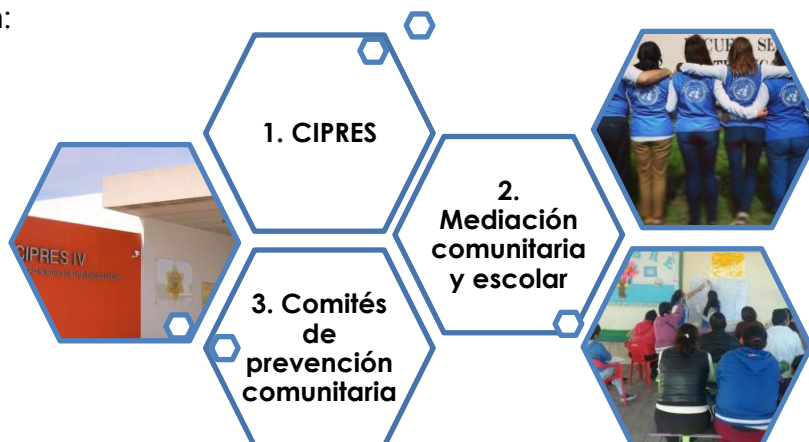 :
1. CIPRES
2.
Mediación
comunitaria
y escolar
CIPRES IV
3. Comités
de
prevención
comunitaria